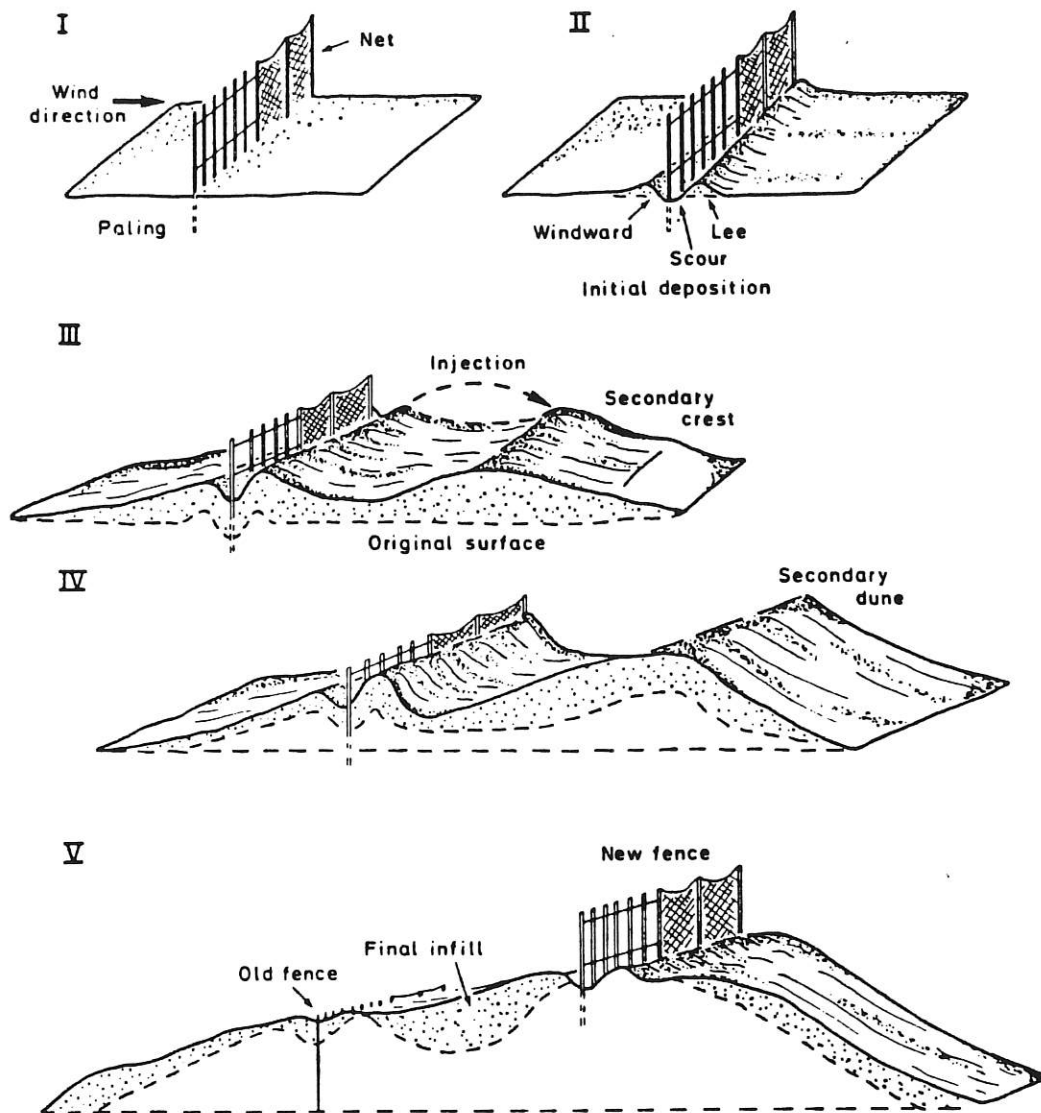 I
Net
Wind
direction
Paling
II
Windward
Lee
Scour
Initial deposition
III
Injection
Secondary
crest
Original surface
IV
Secondary
dune
V
New fence
Final infill
Old fence